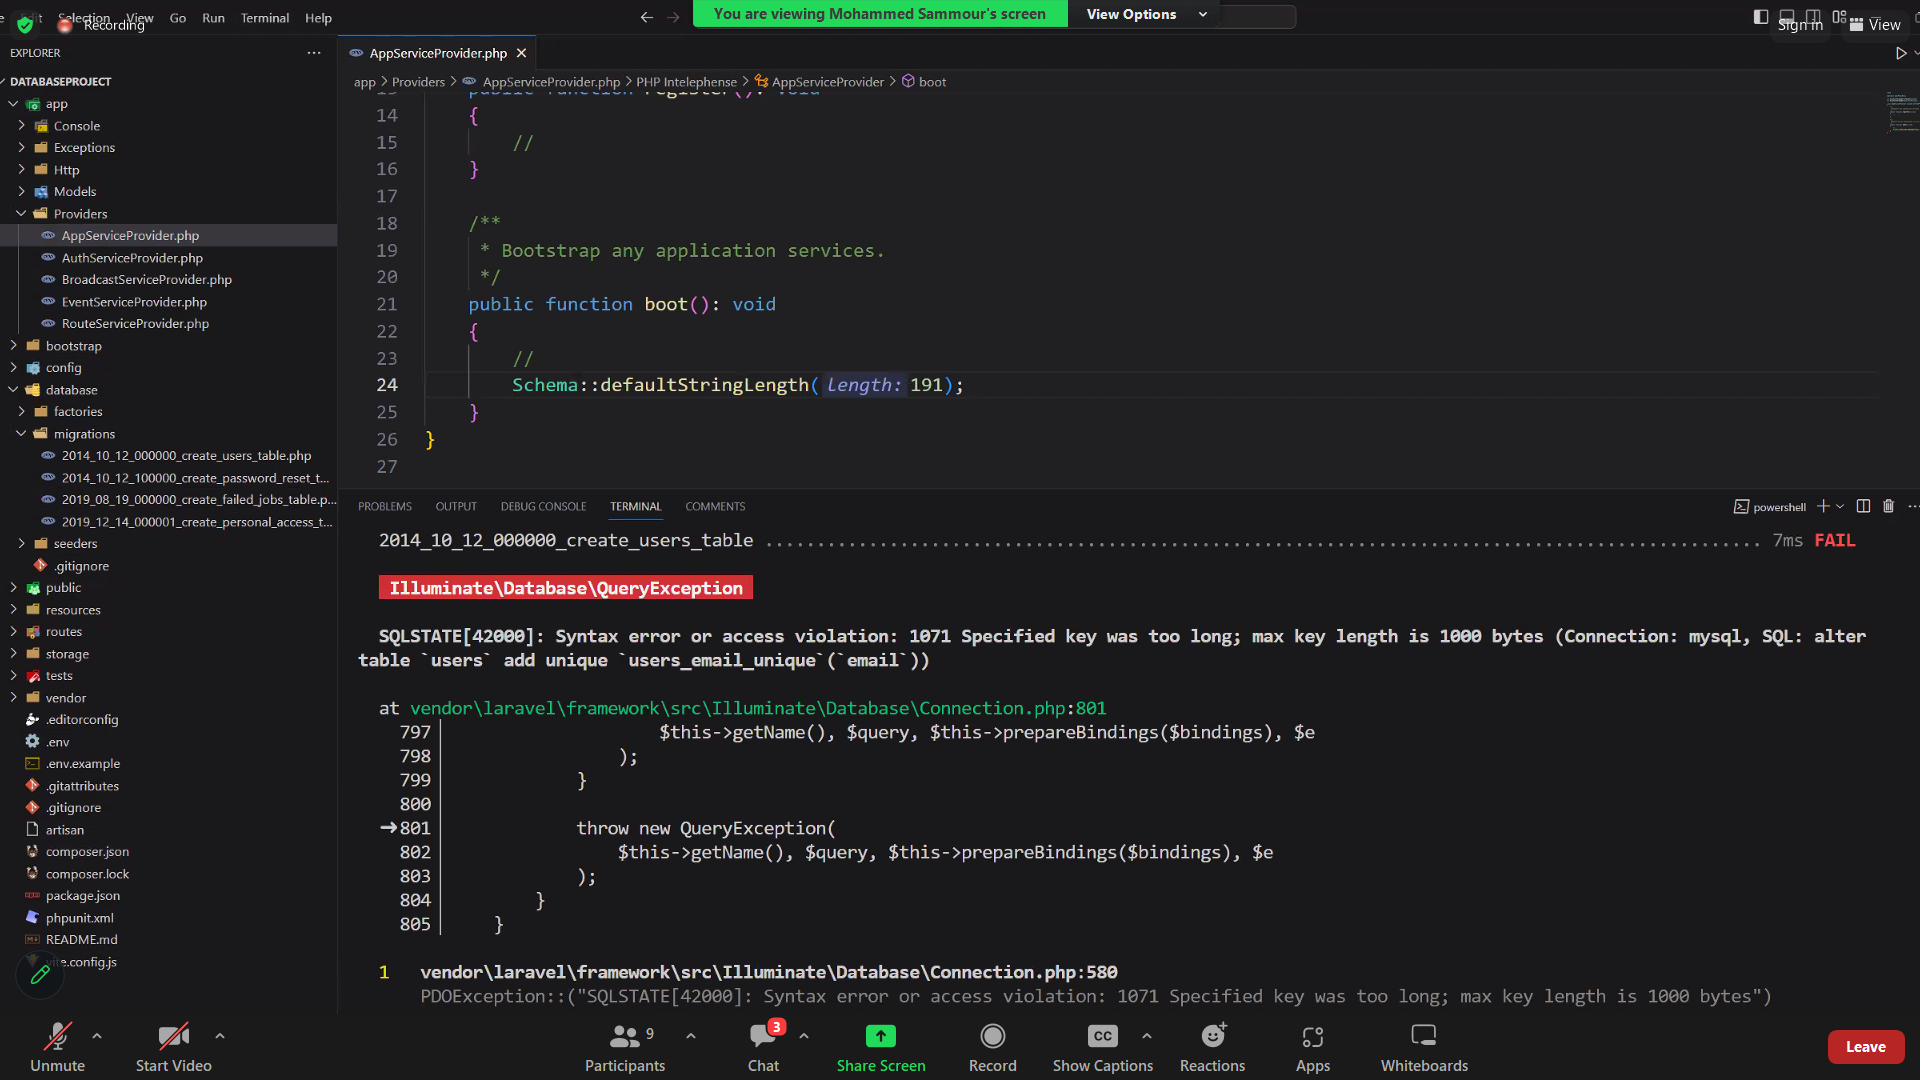 Edit Selection View Go Run Terminal Help
Recording
You are viewing Mohammed Sammour's screen View Options
Sign in View
EXPLORER
DATABASEPROJECT
app
Console
Exceptions
Http
Models
Providers
AppServiceProvider.php
AuthServiceProvider.php
BroadcastServiceProvider.php
EventServiceProvider.php
RouteServiceProvider.php
bootstrap
config
database
factories
migrations
2014_10_12_000000_create_users_table.php
2014_10_12_100000_create_password_reset_t...
2019_08_19_000000_create_failed_jobs_table.p...
2019_12_14_000001_create_personal_access_t...
seeders
.gitignore
public
resources
routes
storage
tests
vendor
.editorconfig
.env
.env.example
.gitattributes
.gitignore
artisan
composer.json
composer.lock
package.json
phpunit.xml
README.md
vite.config.js
AppServiceProvider.php
app > Providers > AppServiceProvider.php > PHP Intelephense > AppServiceProvider > boot
13 public function register(): void
14 {
15 //
16 }
17
18 /**
19 * Bootstrap any application services.
20 */
21 public function boot(): void
22 {
23 //
24 Schema::defaultStringLength(length: 191);
25 }
26 }
27
PROBLEMS OUTPUT DEBUG CONSOLE TERMINAL COMMENTS
powershell
2014_10_12_000000_create_users_table ................................................................................................ 7ms FAIL
Illuminate\Database\QueryException
SQLSTATE[42000]: Syntax error or access violation: 1071 Specified key was too long; max key length is 1000 bytes (Connection: mysql, SQL: alter
table `users` add unique `users_email_unique`(`email`))
at vendor\laravel\framework\src\Illuminate\Database\Connection.php:801
797 $this->getName(), $query, $this->prepareBindings($bindings), $e
798 );
799 }
800
➜801 throw new QueryException(
802 $this->getName(), $query, $this->prepareBindings($bindings), $e
803 );
804 }
805 }
1 vendor\laravel\framework\src\Illuminate\Database\Connection.php:580
PDOException::("SQLSTATE[42000]: Syntax error or access violation: 1071 Specified key was too long; max key length is 1000 bytes")
9 3 CC
Unmute Start Video Participants Chat Share Screen Record Show Captions Reactions Apps Whiteboards Leave